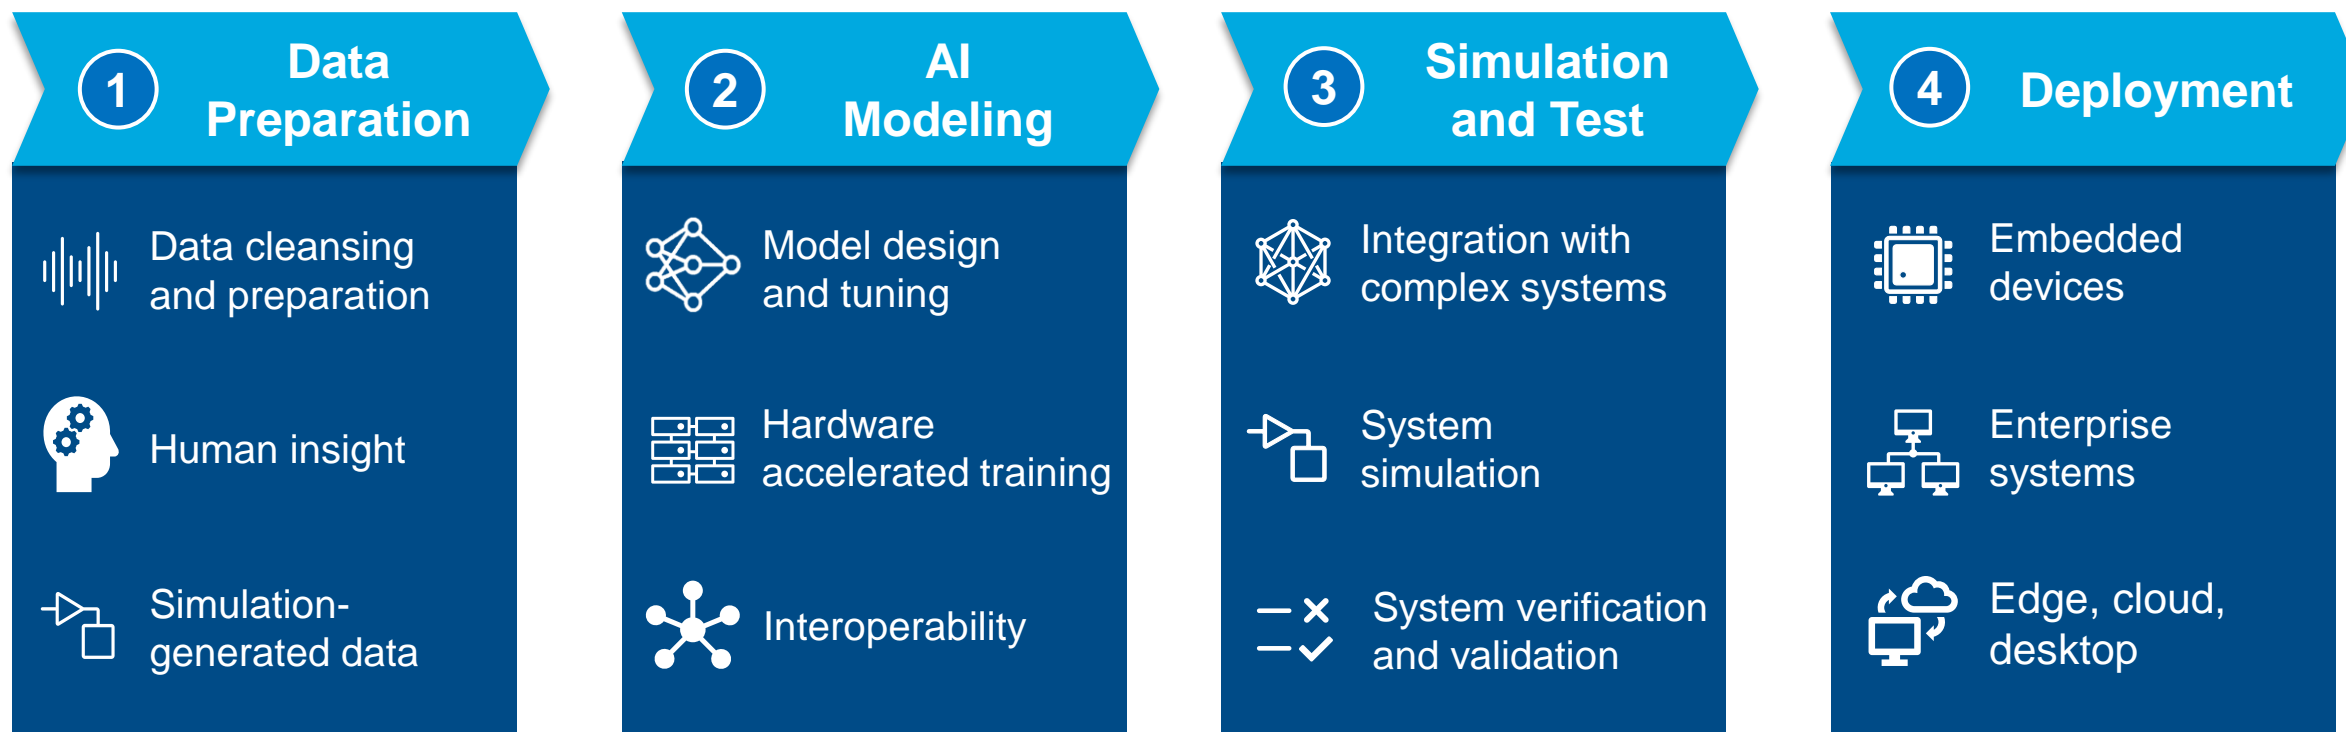 1
Data
Preparation
Data cleansing
and preparation
Human insight
Simulation-
generated data
2
AI
Modeling
Model design
and tuning
Hardware
accelerated training
Interoperability
3
Simulation
and Test
Integration with
complex systems
System
simulation
System verification
and validation
4
Deployment
Embedded
devices
Enterprise
systems
Edge, cloud,
desktop